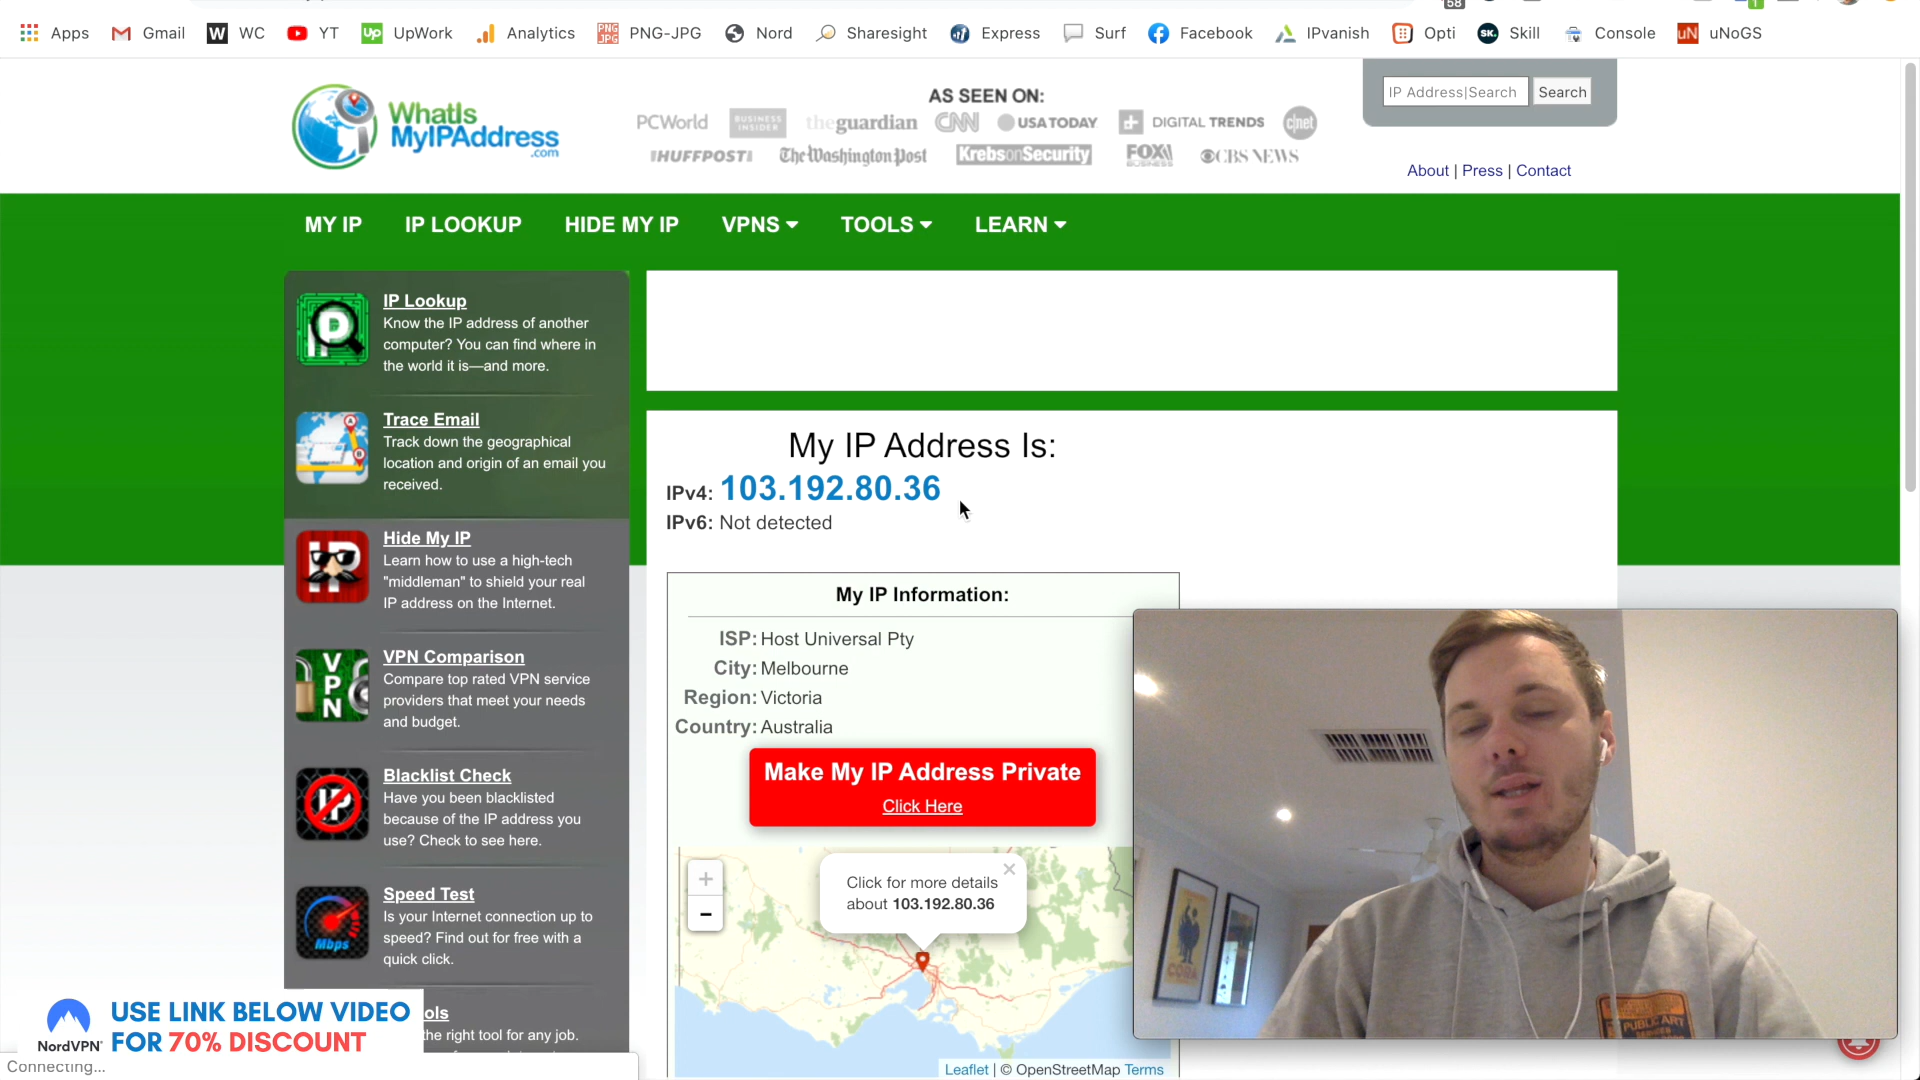 58
1
Apps
Gmail
WC
YT
UpWork
Analytics
PNG-JPG
Nord
Sharesight
Express
Surf
Facebook
IPvanish
Opti
Skill
Console
uNoGS
WhatIs
MyIPAddress
.com
AS SEEN ON:
PCWorld
BUSINESS
INSIDER
theguardian
CNN
USA TODAY
DIGITAL TRENDS
c|net
HUFFPOST
The Washington Post
KrebsonSecurity
FOX
BUSINESS
CBS NEWS
IP Address|Search
Search
About | Press | Contact
MY IP
IP LOOKUP
HIDE MY IP
VPNS
TOOLS
LEARN
IP Lookup
Know the IP address of another
computer? You can find where in
the world it is—and more.
Trace Email
Track down the geographical
location and origin of an email you
received.
Hide My IP
Learn how to use a high-tech
"middleman" to shield your real
IP address on the Internet.
VPN Comparison
Compare top rated VPN service
providers that meet your needs
and budget.
Blacklist Check
Have you been blacklisted
because of the IP address you
use? Check to see here.
Speed Test
Is your Internet connection up to
speed? Find out for free with a
quick click.
Mbps
ols
the right tool for any job.
My IP Address Is:
IPv4: 103.192.80.36
IPv6: Not detected
My IP Information:
ISP: Host Universal Pty
City: Melbourne
Region: Victoria
Country: Australia
Make My IP Address Private
Click Here
+
−
Click for more details
about 103.192.80.36
×
Leaflet | © OpenStreetMap Terms
PUBLIC ART
NordVPN
USE LINK BELOW VIDEO
FOR 70% DISCOUNT
Connecting...